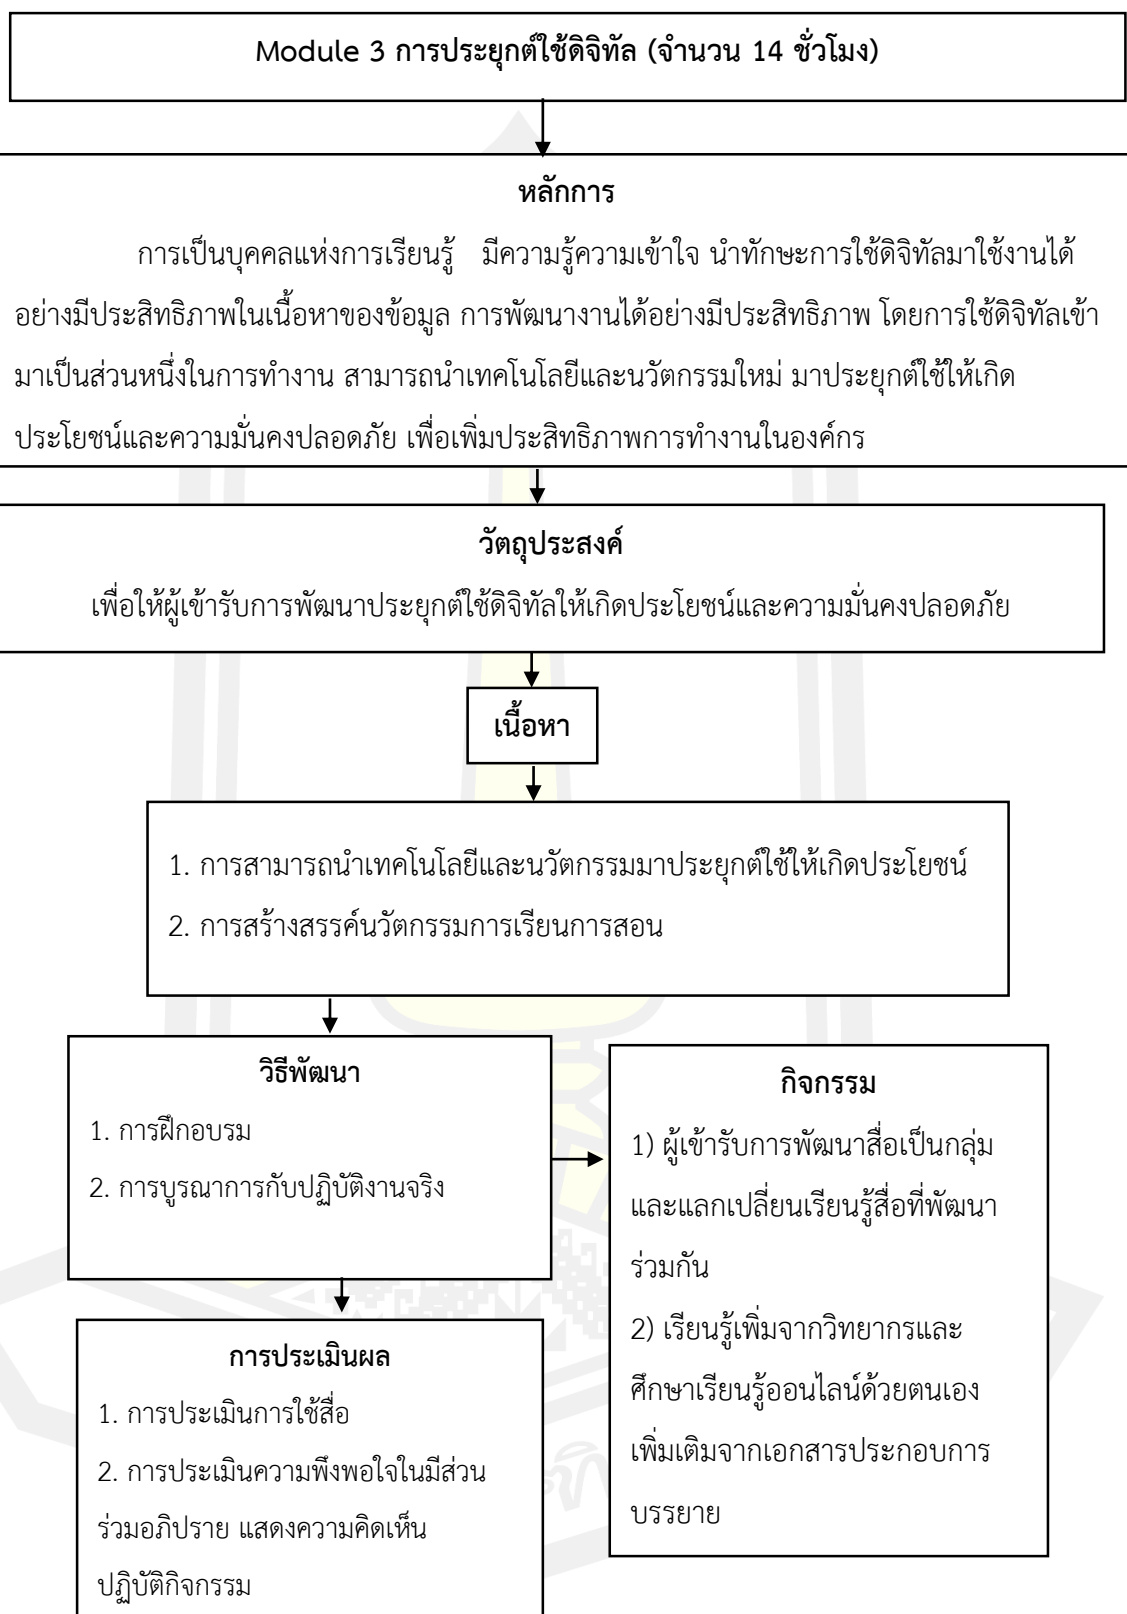 Module 3 การประยุกต์ใช้ดิจิทัล (จำนวน 14 ชั่วโมง)
หลักการ
การเป็นบุคคลแห่งการเรียนรู้ มีความรู้ความเข้าใจ นำทักษะการใช้ดิจิทัลมาใช้งานได้
อย่างมีประสิทธิภาพในเนื้อหาของข้อมูล การพัฒนางานได้อย่างมีประสิทธิภาพ โดยการใช้ดิจิทัลเข้า
มาเป็นส่วนหนึ่งในการทำงาน สามารถนำเทคโนโลยีและนวัตกรรมใหม่ มาประยุกต์ใช้ให้เกิด
ประโยชน์และความมั่นคงปลอดภัย เพื่อเพิ่มประสิทธิภาพการทำงานในองค์กร
วัตถุประสงค์
เพื่อให้ผู้เข้ารับการพัฒนาประยุกต์ใช้ดิจิทัลให้เกิดประโยชน์และความมั่นคงปลอดภัย
เนื้อหา
1. การสามารถนำเทคโนโลยีและนวัตกรรมมาประยุกต์ใช้ให้เกิดประโยชน์
2. การสร้างสรรค์นวัตกรรมการเรียนการสอน
วิธีพัฒนา
1. การฝึกอบรม
2. การบูรณาการกับปฏิบัติงานจริง
กิจกรรม
1) ผู้เข้ารับการพัฒนาสื่อเป็นกลุ่ม
และแลกเปลี่ยนเรียนรู้สื่อที่พัฒนา
ร่วมกัน
2) เรียนรู้เพิ่มจากวิทยากรและ
ศึกษาเรียนรู้ออนไลน์ด้วยตนเอง
เพิ่มเติมจากเอกสารประกอบการ
บรรยาย
การประเมินผล
1. การประเมินการใช้สื่อ
2. การประเมินความพึงพอใจในมีส่วน
ร่วมอภิปราย แสดงความคิดเห็น
ปฏิบัติกิจกรรม